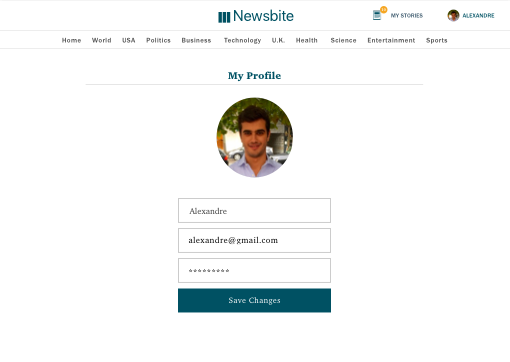 Newsbite
MY STORIES
ALEXANDRE
Home World USA Politics Business Technology U.K. Health Science Entertainment Sports
My Profile
Alexandre
alexandre@gmail.com
*********
Save Changes